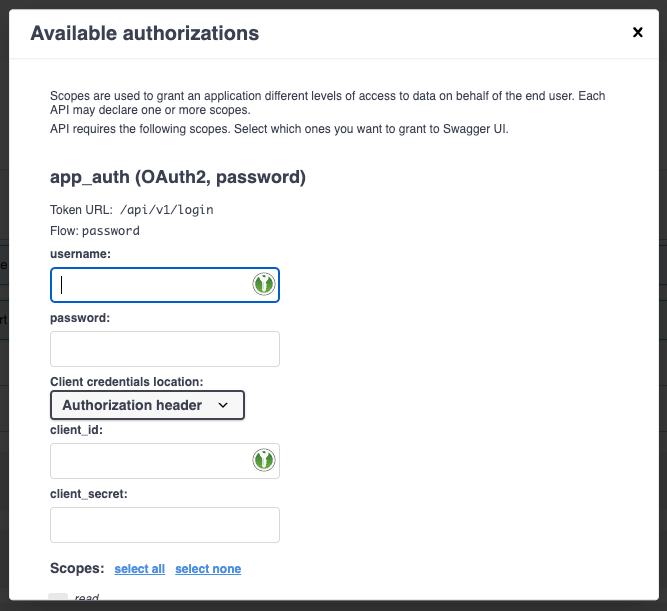 Available authorizations
Scopes are used to grant an application different levels of access to data on behalf of the end user. Each
API may declare one or more scopes.
API requires the following scopes. Select which ones you want to grant to Swagger UI.
app_auth (OAuth2, password)
Token URL: /api/v1/login
Flow: password
username:
password:
Client credentials location:
Authorization header
client_id:
client_secret:
Scopes: select all select none
read